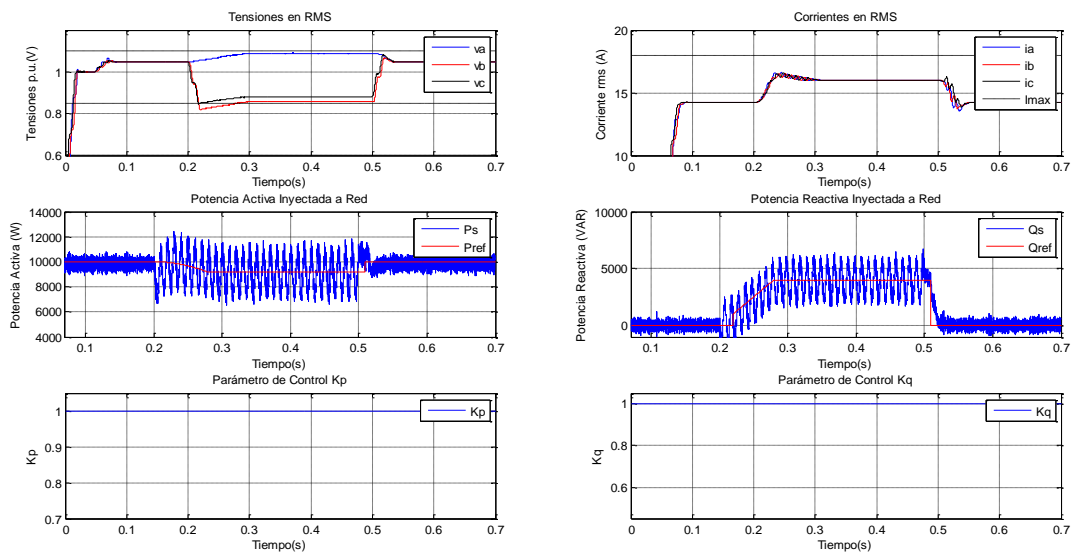 Tensiones en RMS
Tensiones p.u.(V)
1
0.8
0.6
0 0.1 0.2 0.3 0.4 0.5 0.6 0.7
Tiempo(s)
va
vb
vc
Corrientes en RMS
Corriente rms (A)
20
15
10
0 0.1 0.2 0.3 0.4 0.5 0.6 0.7
Tiempo(s)
ia
ib
ic
Imax
Potencia Activa Inyectada a Red
Potencia Activa (W)
14000
12000
10000
8000
6000
4000
0.1 0.2 0.3 0.4 0.5 0.6 0.7
Tiempo(s)
Ps
Pref
Potencia Reactiva Inyectada a Red
Potencia Reactiva (VAR)
10000
5000
0
0.1 0.2 0.3 0.4 0.5 0.6 0.7
Tiempo(s)
Qs
Qref
Parámetro de Control Kp
Kp
1
0.9
0.8
0.7
0 0.1 0.2 0.3 0.4 0.5 0.6 0.7
Tiempo(s)
Kp
Parámetro de Control Kq
Kq
1
0.8
0.6
0 0.1 0.2 0.3 0.4 0.5 0.6 0.7
Tiempo(s)
Kq